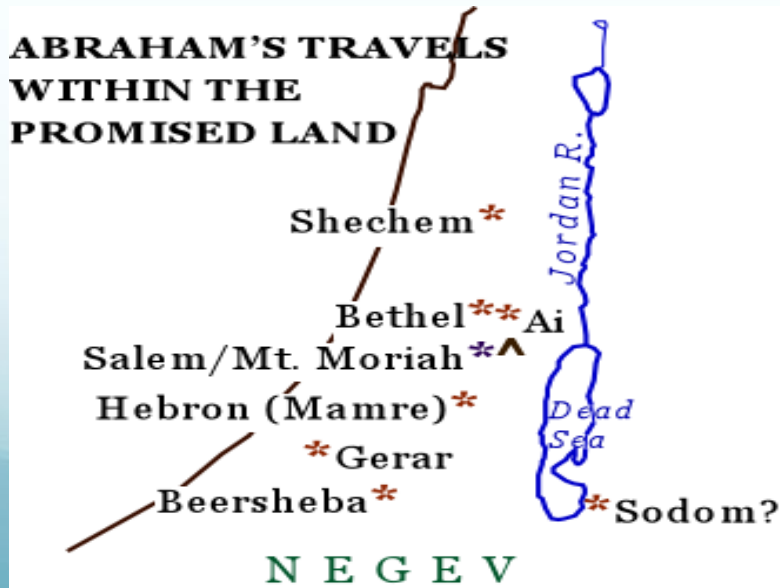 ABRAHAM'S TRAVELS
WITHIN THE
PROMISED LAND
Jordan R.
Shechem*
Bethel**Ai
Salem/Mt. Moriah*^
Hebron (Mamre)*
Dead
Sea
*Gerar
Beersheba*
*Sodom?
NEGEV